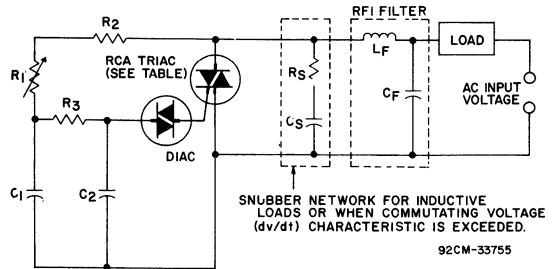 RFI FILTER
R2
RCA TRIAC
(SEE TABLE)
LF
LOAD
R1
RS
CF
AC INPUT
VOLTAGE
R3
CS
DIAC
C1
C2
SNUBBER NETWORK FOR INDUCTIVE
LOADS OR WHEN COMMUTATING VOLTAGE
(dv/dt) CHARACTERISTIC IS EXCEEDED.
92CM-33755